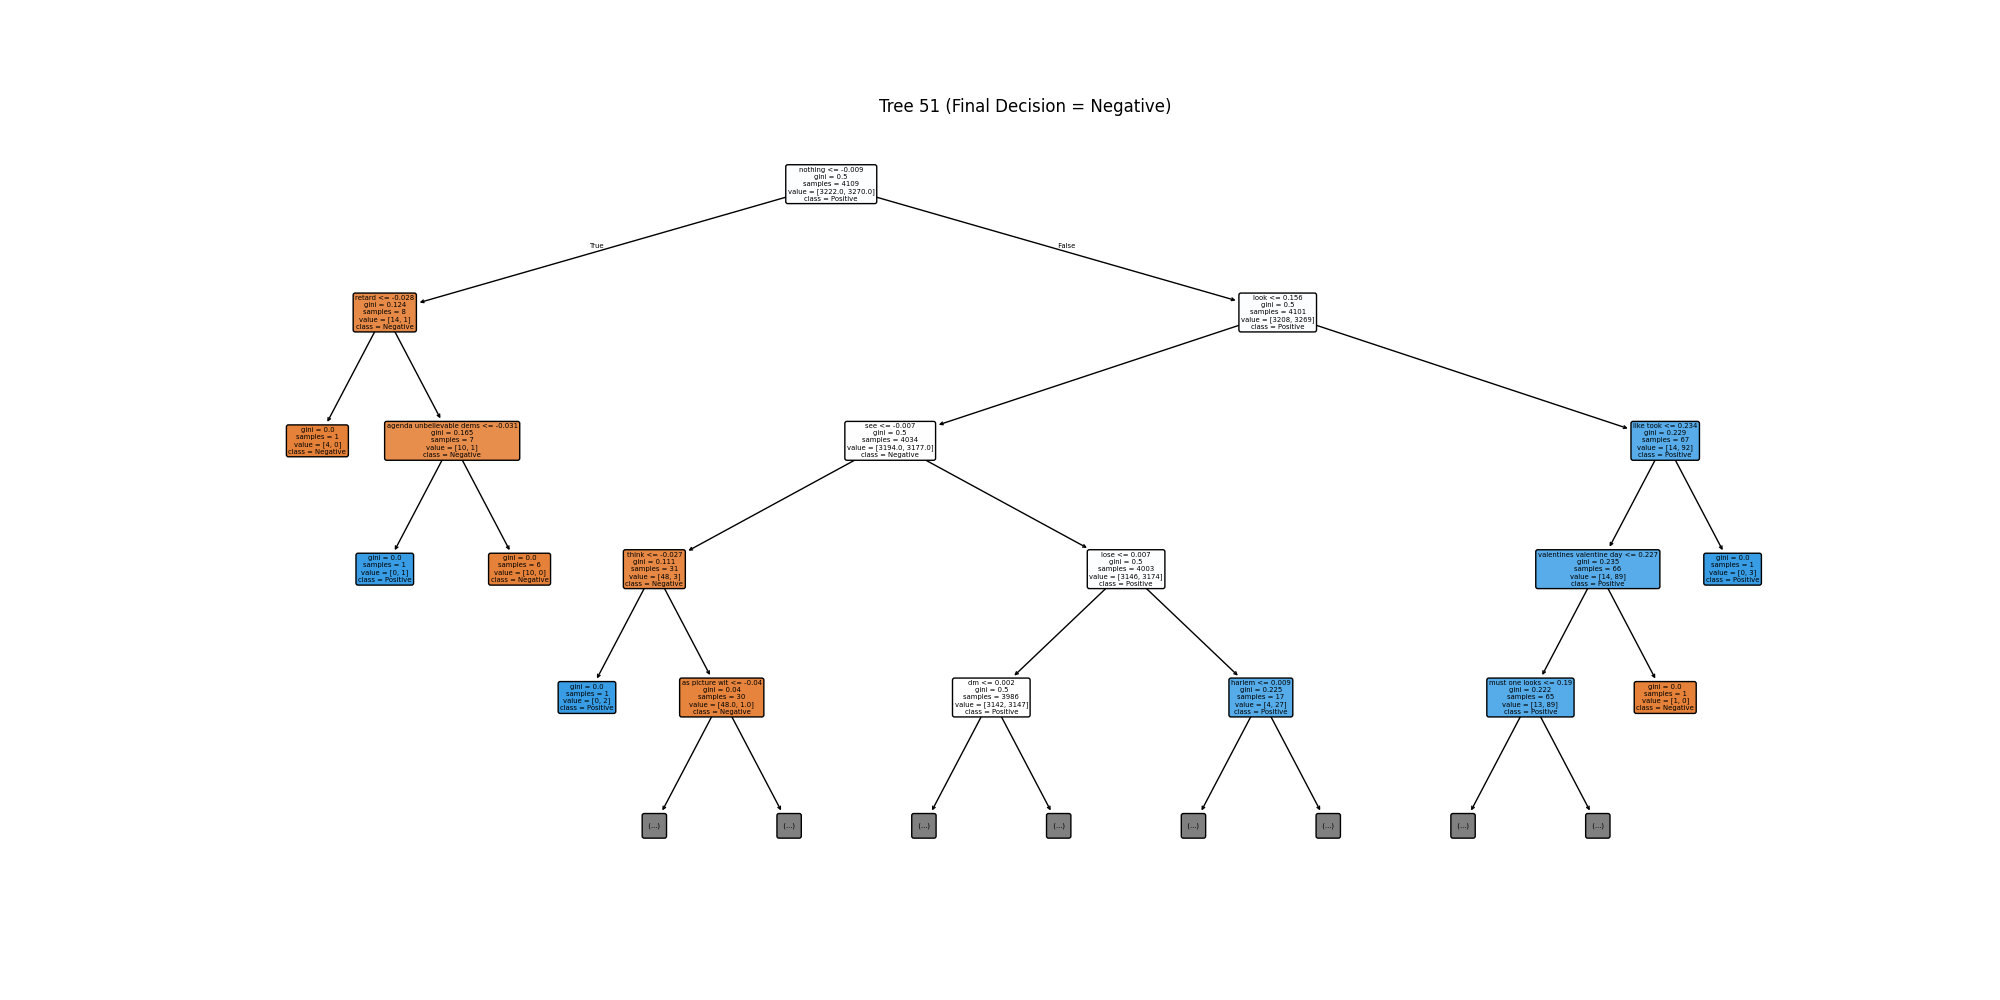 Tree 51 (Final Decision = Negative)
nothing <= -0.009
gini = 0.5
samples = 4109
value = [3222.0, 3270.0]
class = Positive
True
False
retard <= -0.028
gini = 0.124
samples = 8
value = [14, 1]
class = Negative
look <= 0.156
gini = 0.5
samples = 4101
value = [3208, 3269]
class = Positive
gini = 0.0
samples = 1
value = [4, 0]
class = Negative
agenda unbelievable dems <= -0.031
gini = 0.165
samples = 7
value = [10, 1]
class = Negative
see <= -0.007
gini = 0.5
samples = 4034
value = [3194.0, 3177.0]
class = Negative
like took <= 0.234
gini = 0.229
samples = 67
value = [14, 92]
class = Positive
gini = 0.0
samples = 1
value = [0, 1]
class = Positive
gini = 0.0
samples = 6
value = [10, 0]
class = Negative
think <= -0.027
gini = 0.111
samples = 31
value = [48, 3]
class = Negative
lose <= 0.007
gini = 0.5
samples = 4003
value = [3146, 3174]
class = Positive
valentines valentine day <= 0.227
gini = 0.235
samples = 66
value = [14, 89]
class = Positive
gini = 0.0
samples = 1
value = [0, 3]
class = Positive
gini = 0.0
samples = 1
value = [0, 2]
class = Positive
as picture wit <= -0.04
gini = 0.04
samples = 30
value = [48.0, 1.0]
class = Negative
dm <= 0.002
gini = 0.5
samples = 3986
value = [3142, 3147]
class = Positive
harlem <= 0.009
gini = 0.225
samples = 17
value = [4, 27]
class = Positive
must one looks <= 0.19
gini = 0.222
samples = 65
value = [13, 89]
class = Positive
gini = 0.0
samples = 1
value = [1, 0]
class = Negative
(...)
(...)
(...)
(...)
(...)
(...)
(...)
(...)